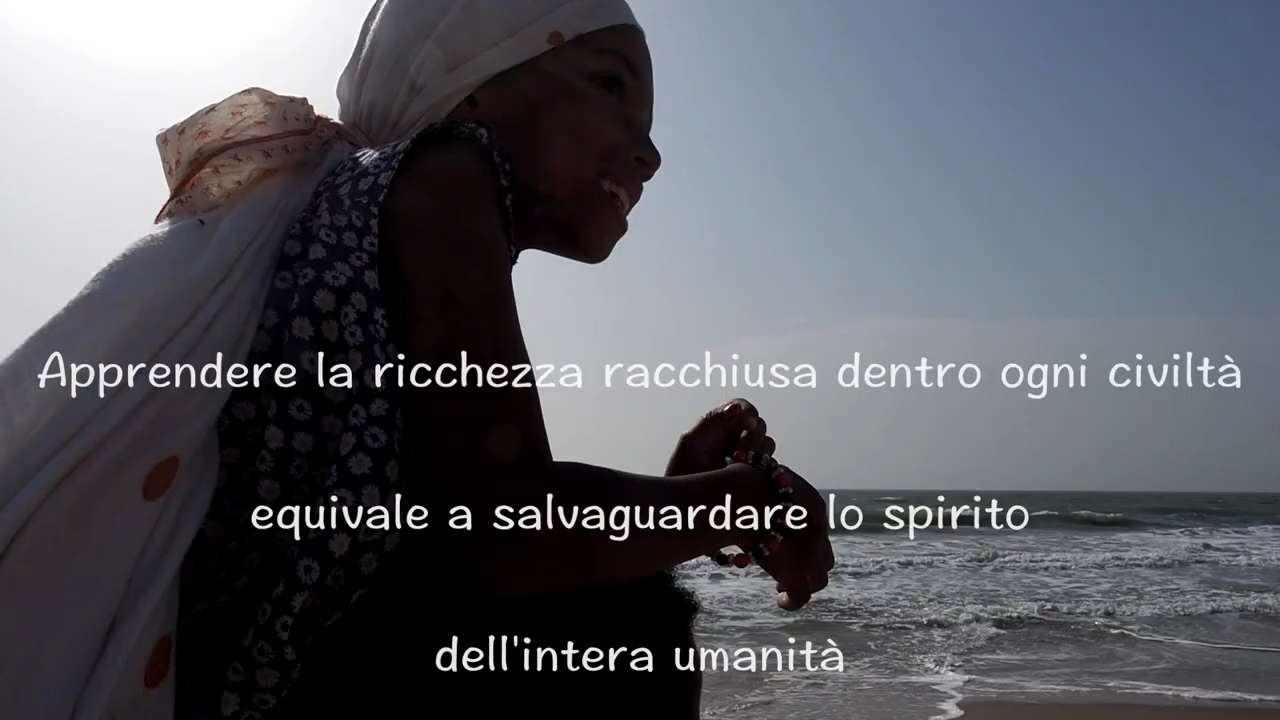 Apprendere la ricchezza racchiusa dentro ogni civiltà
equivale a salvaguardare lo spirito
dell'intera umanità